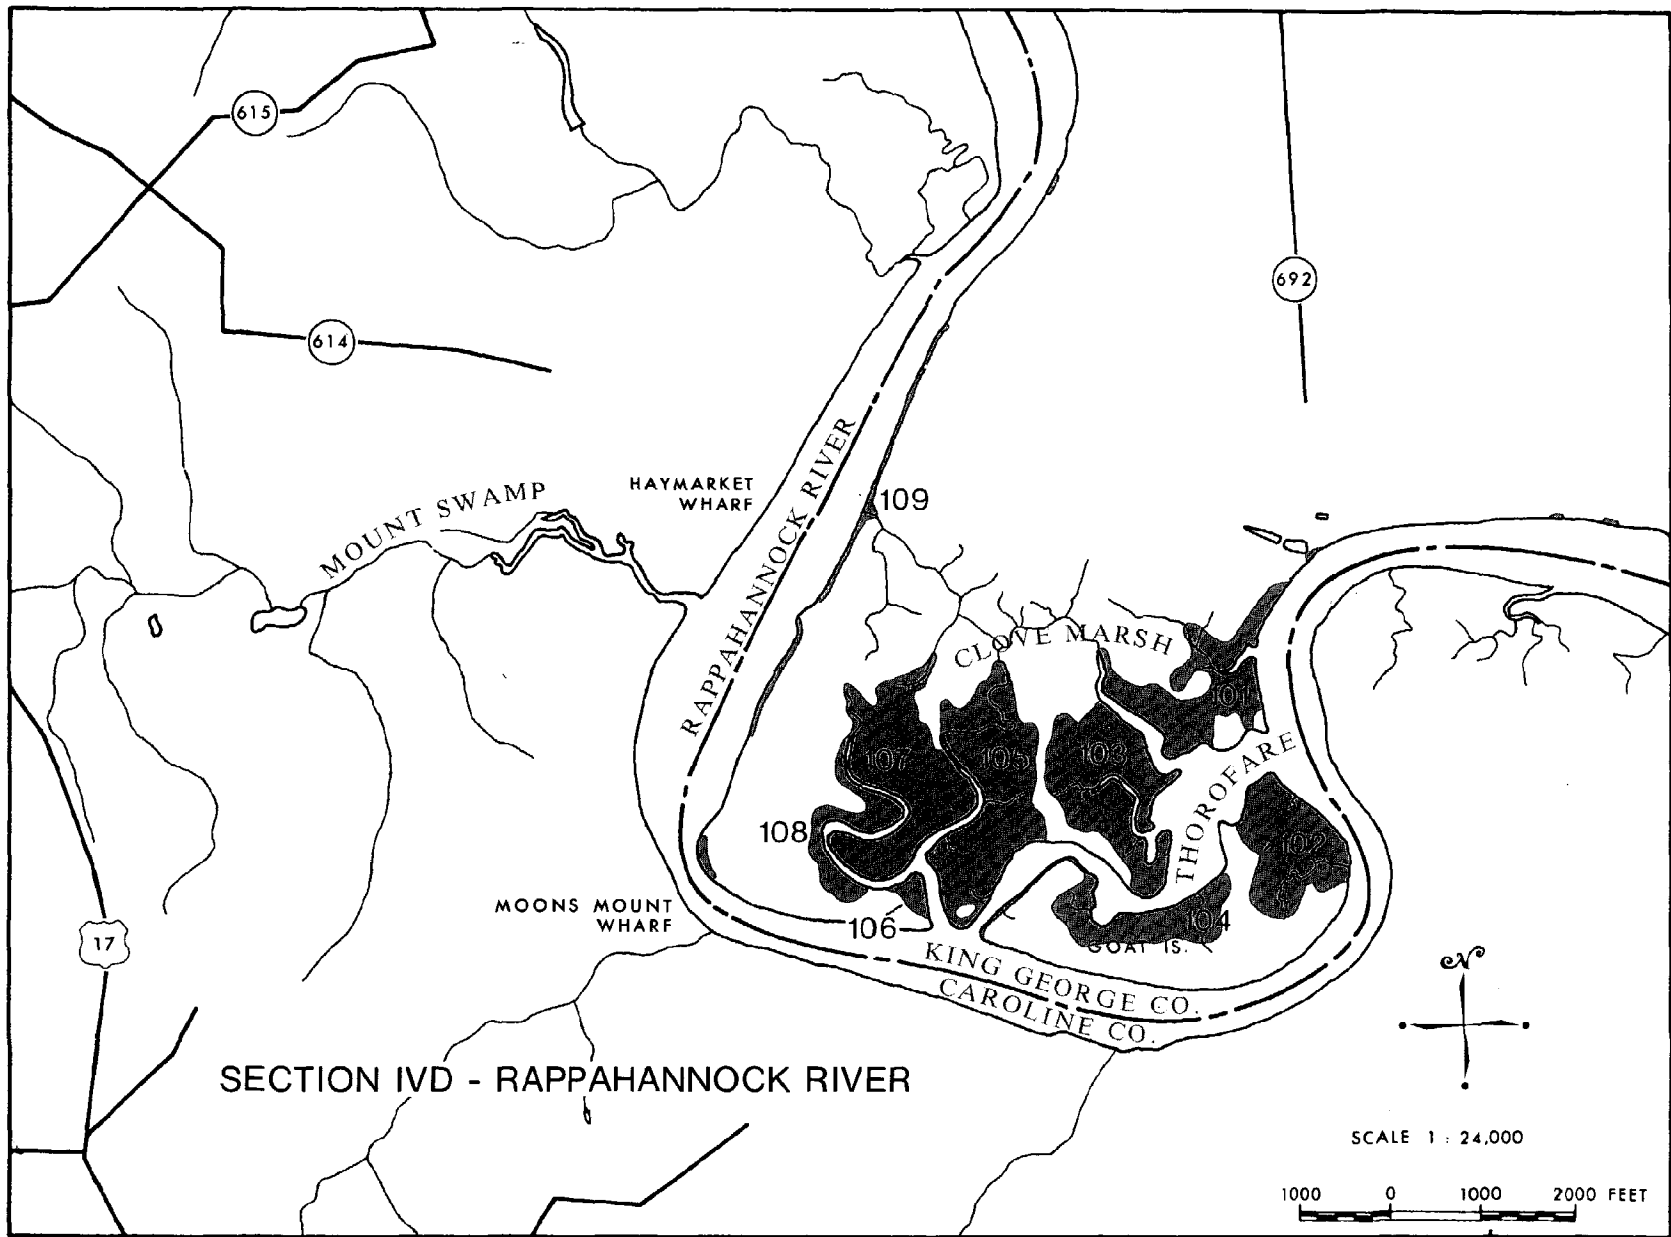 615
692
614
HAYMARKET
WHARF
MOUNT SWAMP
RAPPAHANNOCK RIVER
109
CLOVE MARSH
101
107
105
103
THOROFARE
108
102
MOONS MOUNT
WHARF
106
104
GOAT IS.
17
KING GEORGE CO.
CAROLINE CO.
N
SECTION IVD - RAPPAHANNOCK RIVER
SCALE 1 : 24,000
1000 0 1000 2000 FEET